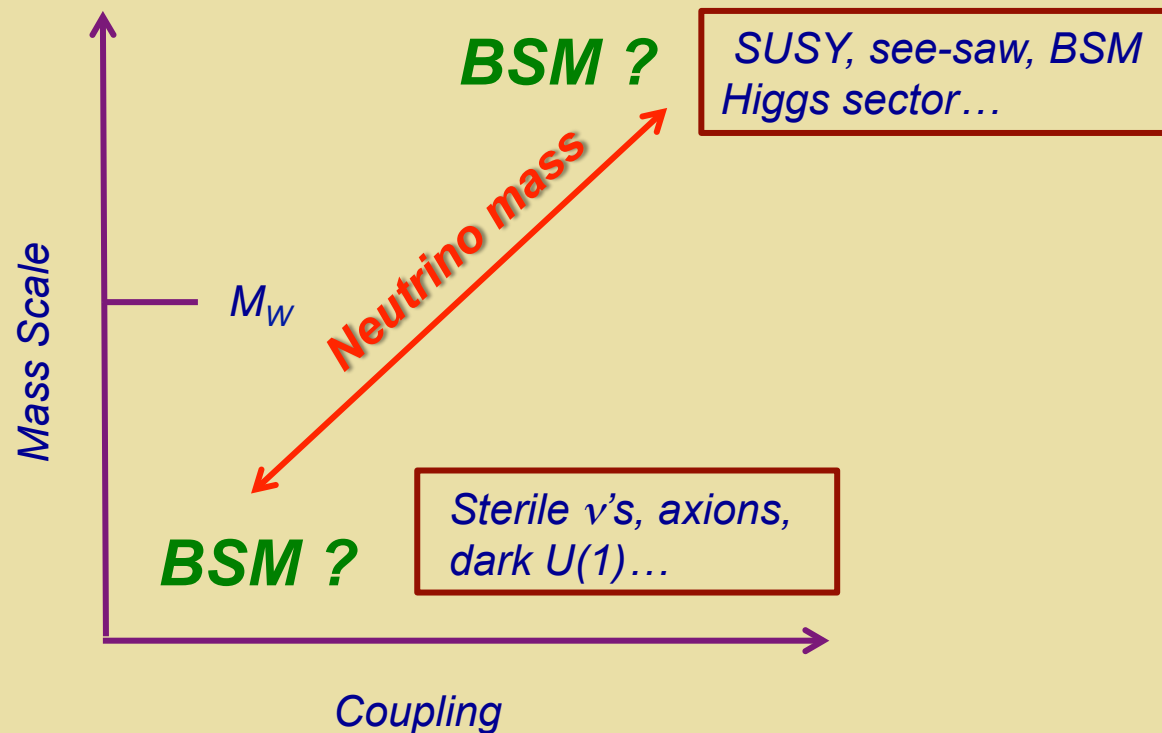 BSM ?
SUSY, see-saw, BSM
Higgs sector…
Neutrino mass
Mass Scale
M_W
Sterile ν's, axions,
dark U(1)…
BSM ?
Coupling